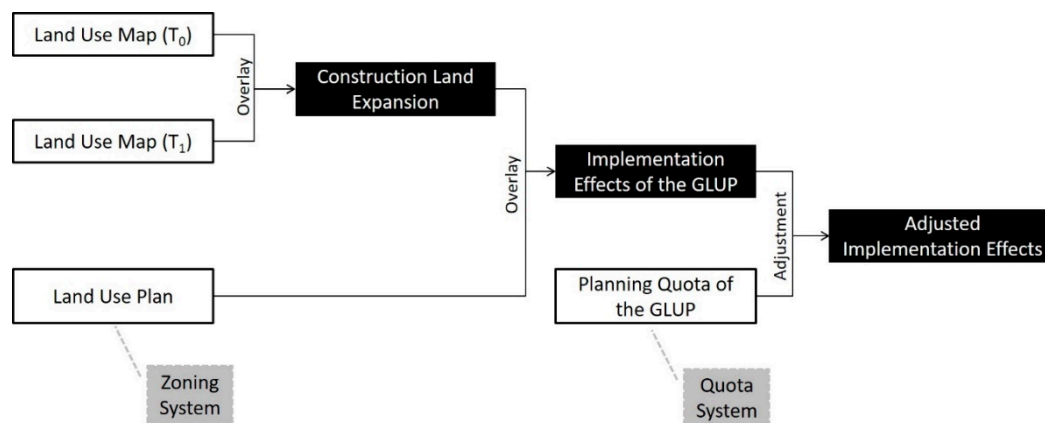 Land Use Map (T₀)
Overlay
Construction Land
Expansion
Land Use Map (T₁)
Overlay
Implementation
Effects of the GLUP
Adjustment
Adjusted
Implementation Effects
Land Use Plan
Planning Quota of
the GLUP
Zoning
System
Quota
System